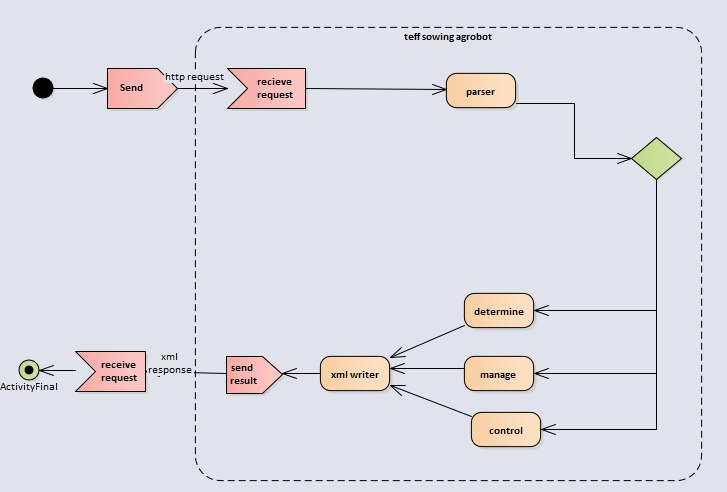 teff sowing agrobot
Send
http request
recieve
request
parser
determine
manage
control
xml writer
send
result
xml
response
receive
request
ActivityFinal